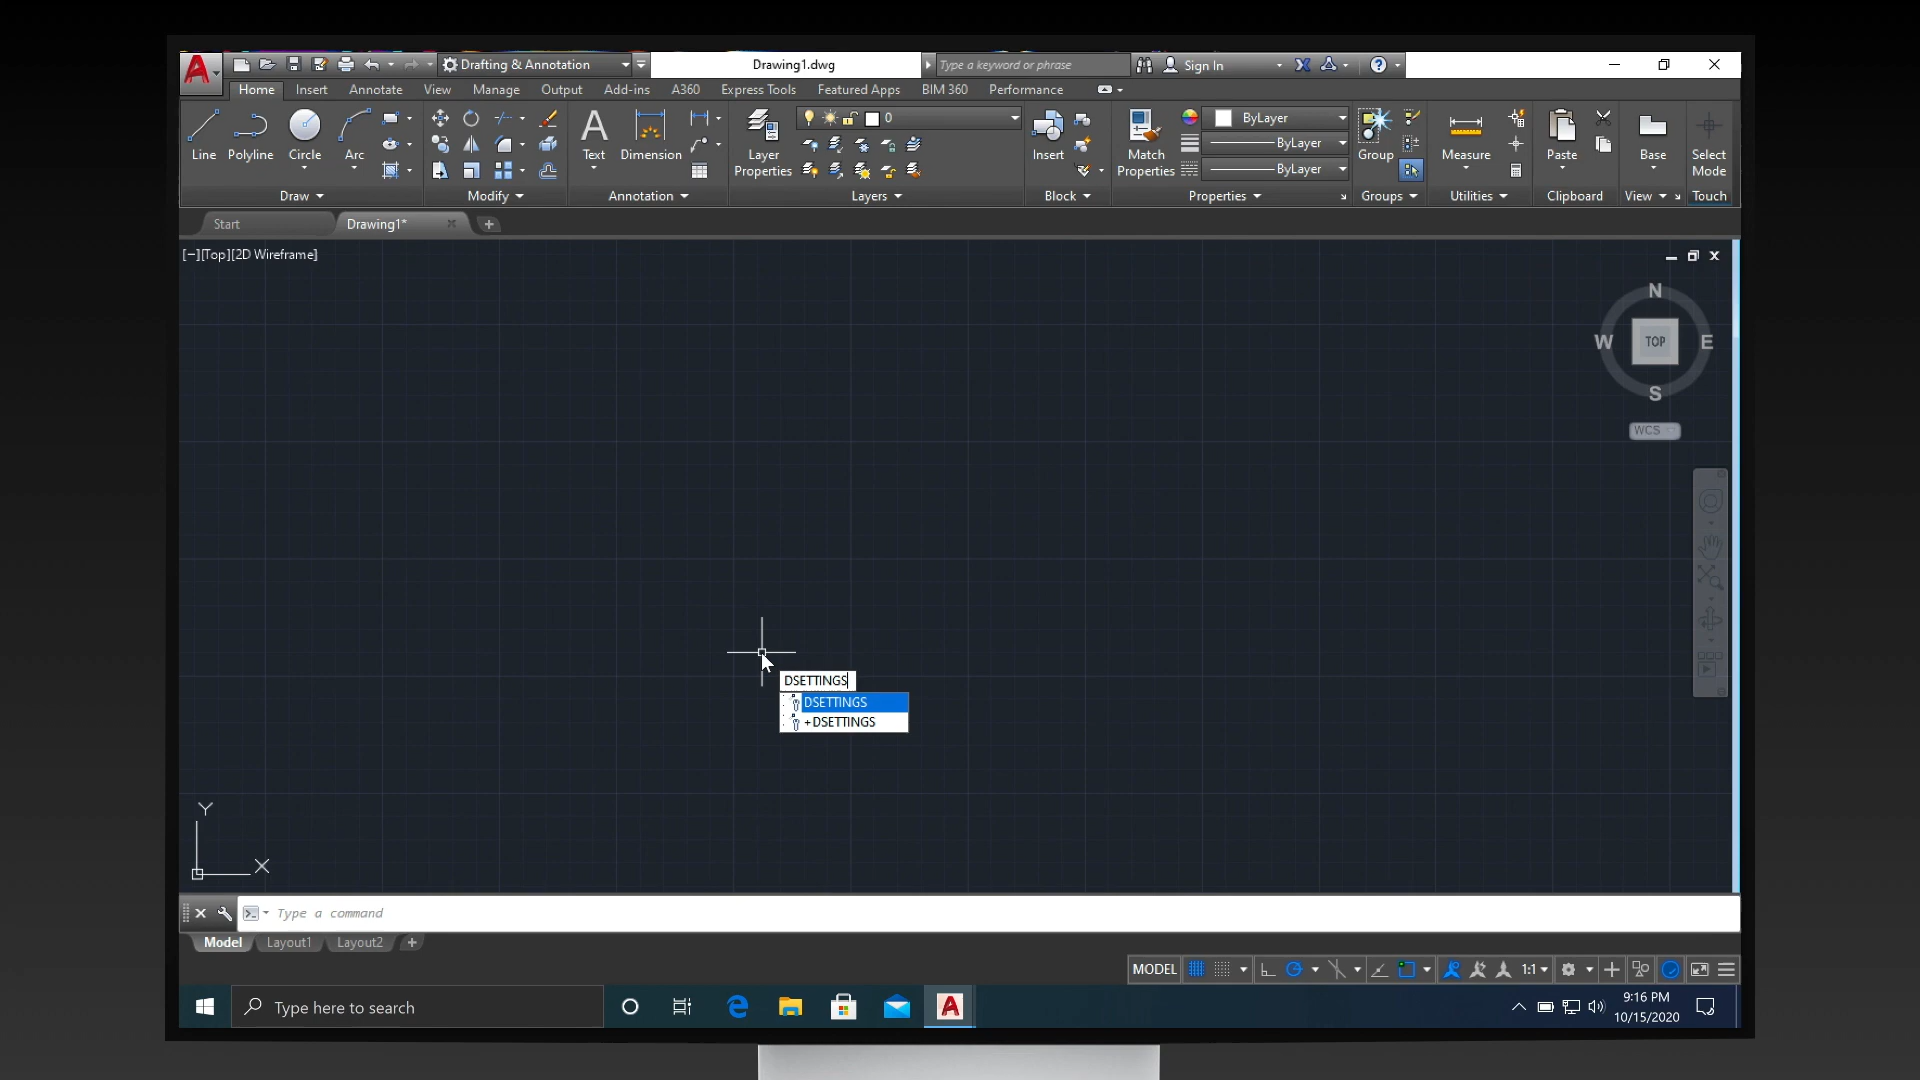 Drafting & Annotation
Drawing1.dwg
Type a keyword or phrase
Sign In
Home Insert Annotate View Manage Output Add-ins A360 Express Tools Featured Apps BIM 360 Performance
Line Polyline Circle Arc
Text Dimension
Layer
Properties
0
Insert
Match
Properties
ByLayer
ByLayer
ByLayer
Group
Measure
Paste
Base
Select
Mode
Draw Modify Annotation Layers Block Properties Groups Utilities Clipboard View Touch
Start Drawing1*
[−][Top][2D Wireframe]
N
W TOP E
S
WCS
DSETTINGS
DSETTINGS
+DSETTINGS
Y
X
Type a command
Model Layout1 Layout2
MODEL 1:1
Type here to search
9:16 PM
10/15/2020